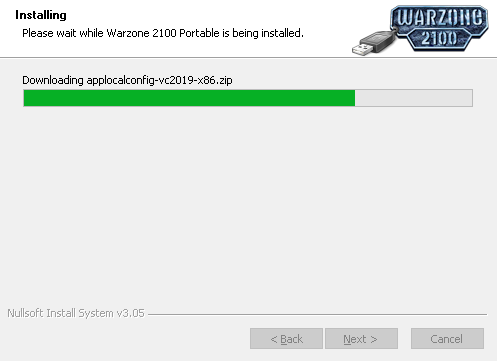 Installing
Please wait while Warzone 2100 Portable is being installed.
WARZONE
2100
Downloading applocalconfig-vc2019-x86.zip
Nullsoft Install System v3.05
< Back
Next >
Cancel